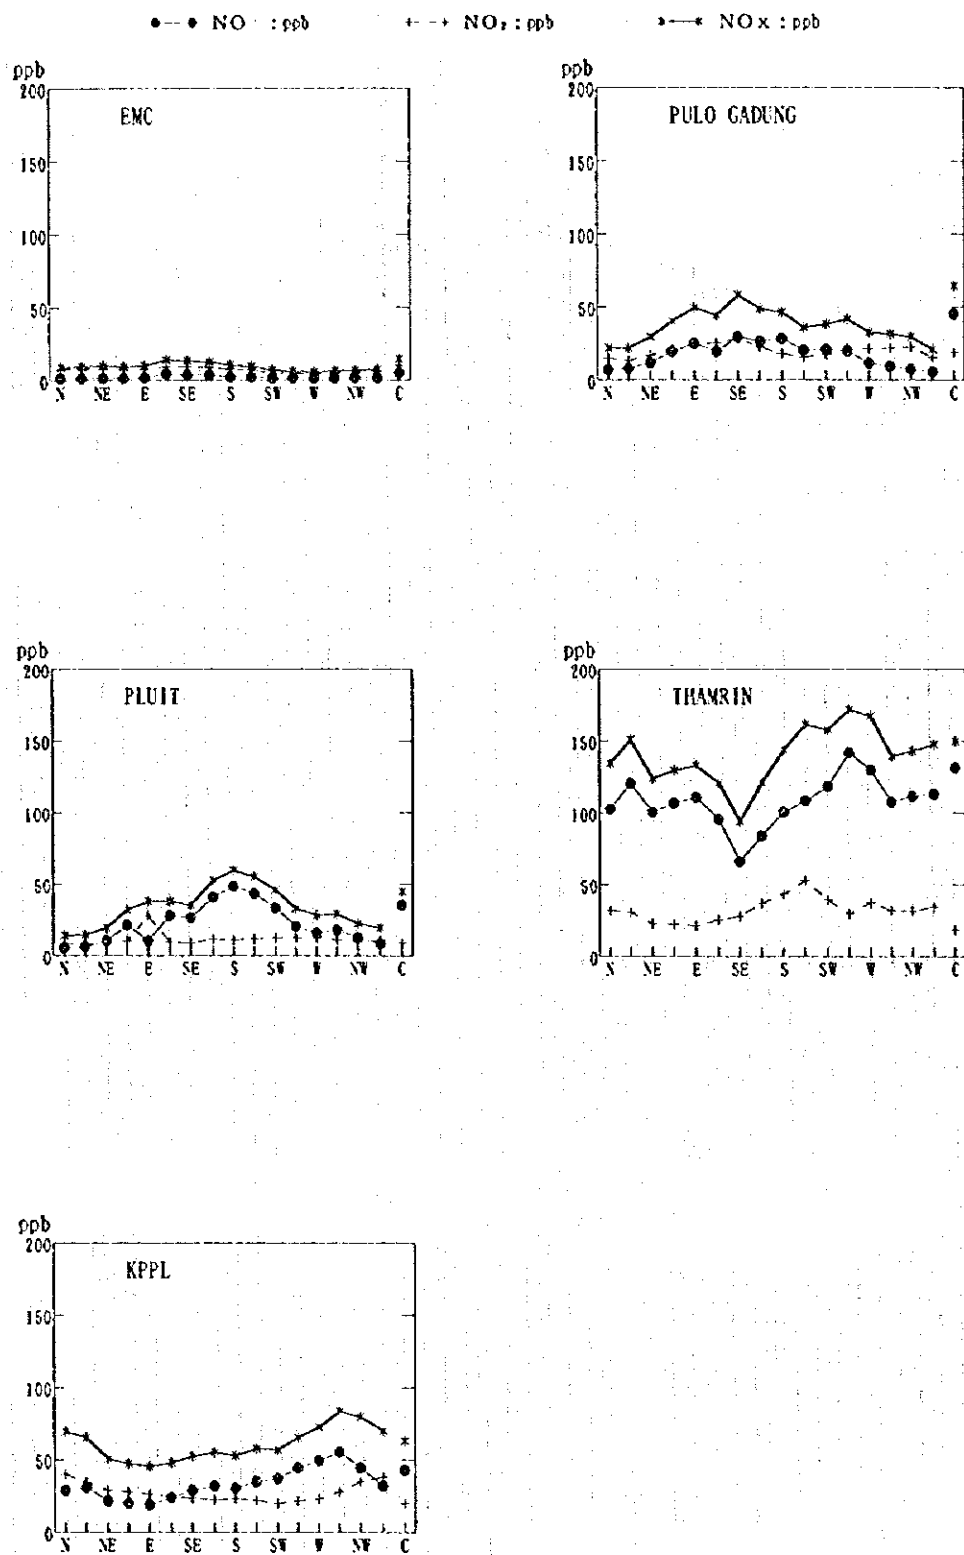 NO : ppb NO₂ : ppb NOx : ppb
ppb
200
EMC
150
100
50
0
N NE E SE S SW W NW C
ppb
200
PULO GADUNG
150
100
50
0
N NE E SE S SW W NW C
ppb
200
PLUIT
150
100
50
0
N NE E SE S SW W NW C
ppb
200
THAMRIN
150
100
50
0
N NE E SE S SW W NW C
ppb
200
KPPL
150
100
50
0
N NE E SE S SW W NW C